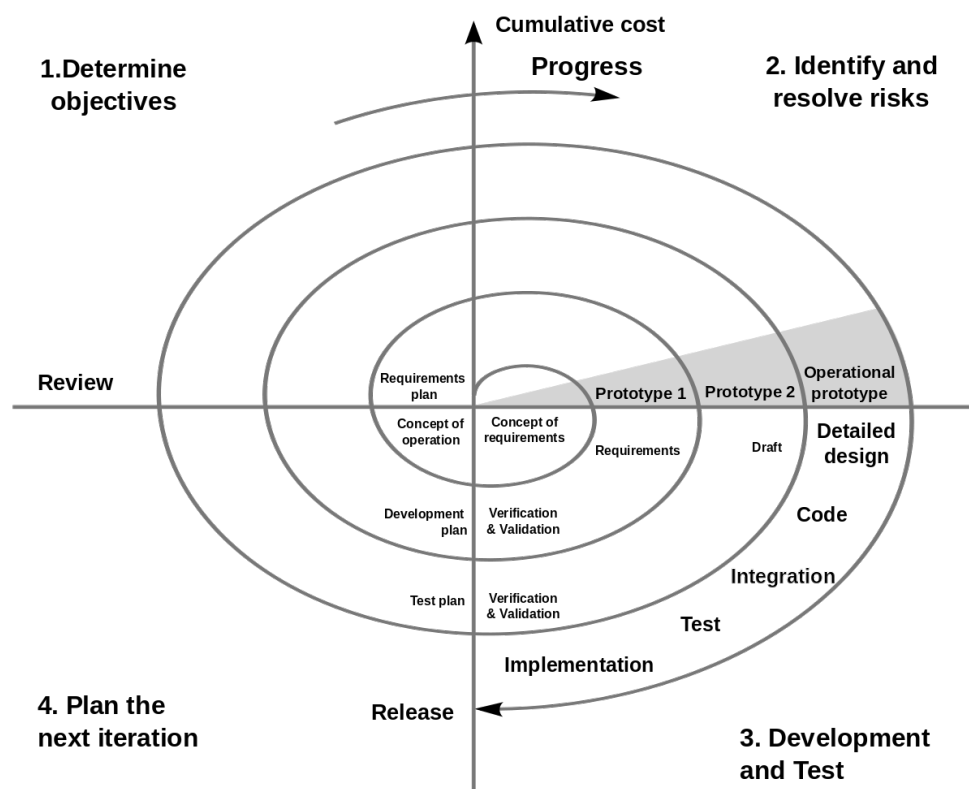 Cumulative cost
Progress
1.Determine
objectives
2. Identify and
resolve risks
Review
Requirements
plan
Prototype 1
Prototype 2
Operational
prototype
Concept of
operation
Concept of
requirements
Requirements
Draft
Detailed
design
Development
plan
Verification
& Validation
Code
Integration
Test plan
Verification
& Validation
Test
Implementation
Release
4. Plan the
next iteration
3. Development
and Test